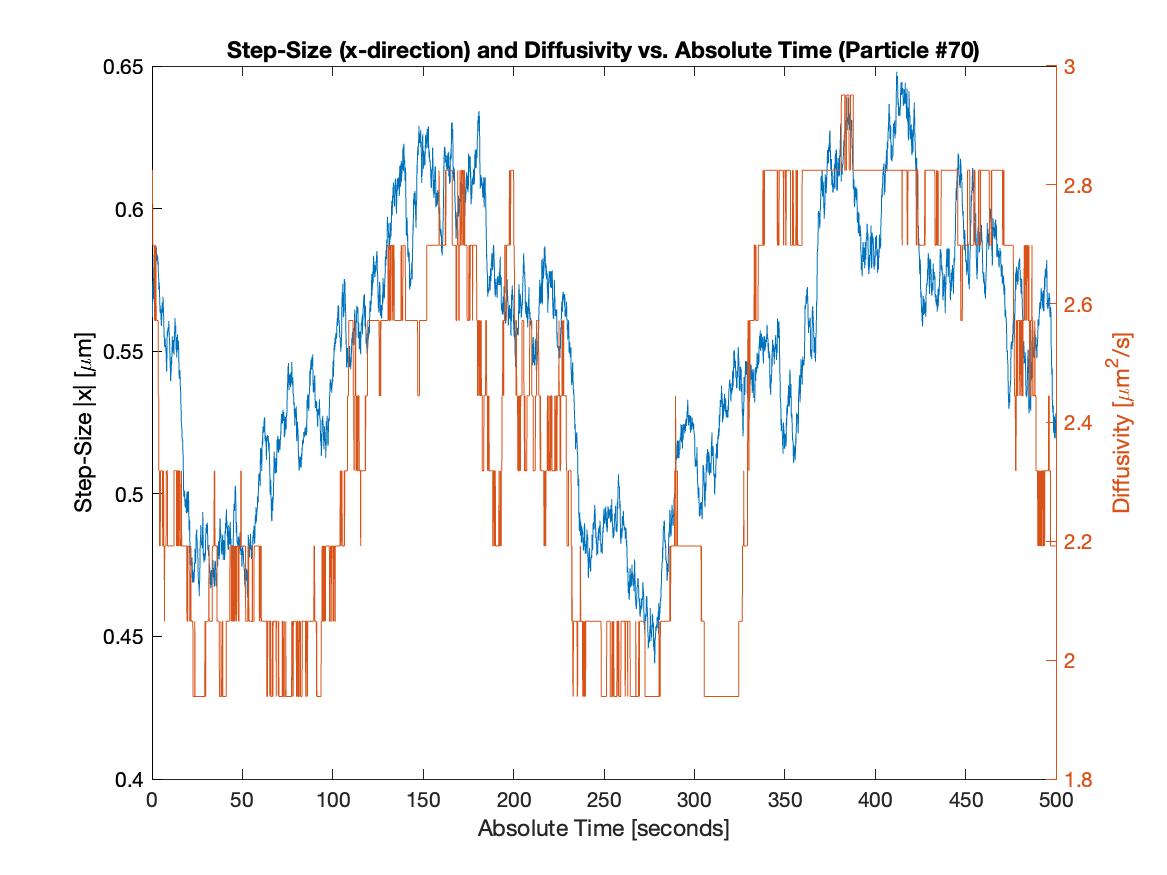 Step-Size (x-direction) and Diffusivity vs. Absolute Time (Particle #70)
0.65
0.6
0.55
0.5
0.45
0.4
Step-Size |x| [μm]
3
2.8
2.6
2.4
2.2
2
1.8
Diffusivity [μm²/s]
0 50 100 150 200 250 300 350 400 450 500
Absolute Time [seconds]